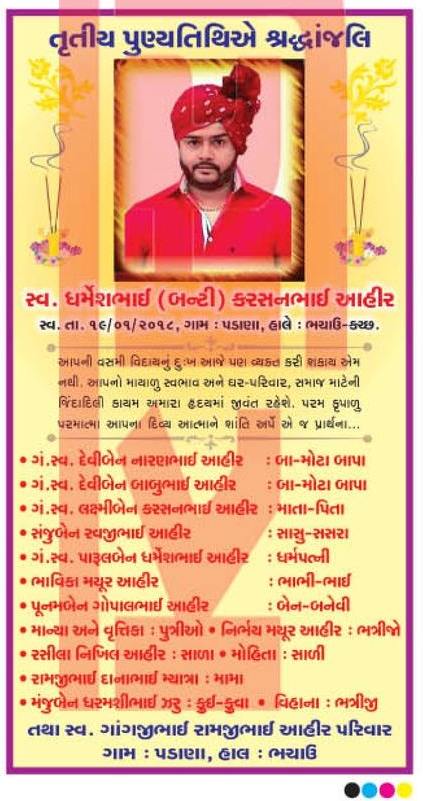 તૃતીય પુણ્યતિથિએ શ્રદ્ધાંજલિ
સ્વ. ધર્મેશભાઈ (બન્ટી) કરસનભાઈ આહીર
સ્વ. તા. ૧૯/૦૧/૨૦૧૮, ગામ : પડાણા, હાલે : ભચાઉ-કચ્છ.
આપની વસમી વિદાયનું દુઃખ આજે પણ વ્યક્ત કરી શકાય એમ
નથી. આપનો માયાળુ સ્વભાવ અને ઘર-પરિવાર, સમાજ માટેની
જિંદાદિલી કાયમ અમારા હૃદયમાં જીવંત રહેશે. પરમ કૃપાળુ
પરમાત્મા આપના દિવ્ય આત્માને શાંતિ અર્પે એ જ પ્રાર્થના...
• ગં.સ્વ. દેવીબેન નારણભાઈ આહીર : બા-મોટા બાપા
• ગં.સ્વ. દેવીબેન બાબુભાઈ આહીર : બા-મોટા બાપા
• ગં.સ્વ. લક્ષ્મીબેન કરસનભાઈ આહીર : માતા-પિતા
• સંજુબેન રવજીભાઈ આહીર : સાસુ-સસરા
• ગં.સ્વ. પારૂલબેન ધર્મેશભાઈ આહીર : ધર્મપત્ની
• ભાવિકા મયૂર આહીર : ભાભી-ભાઈ
• પૂનમબેન ગોપાલભાઈ આહીર : બેન-બનેવી
• માન્યા અને વૃત્તિકા : પુત્રીઓ • નિર્ભય મયૂર આહીર : ભત્રીજો
• રસીલા નિખિલ આહીર : સાળા • મોહિતા : સાળી
• રામજીભાઈ દાનાભાઈ મ્યાત્રા : મામા
• મંજુબેન ધરમશીભાઈ ઝરુ : ફુઈ-ફુવા • વિહાના : ભત્રીજી
તથા સ્વ. ગાંગજીભાઈ રામજીભાઈ આહીર પરિવાર
ગામ : પડાણા, હાલ : ભચાઉ